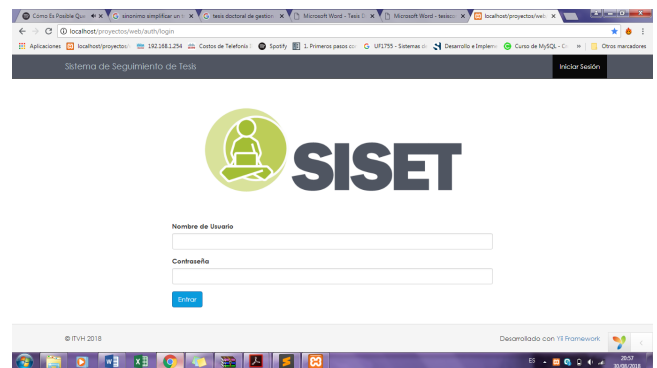 Cómo Es Posible Que
sinonimo simplificar un
tesis doctoral de gestion
Microsoft Word - Tesis
Microsoft Word - tesis
localhost/proyectos/web
localhost/proyectos/web/auth/login
Aplicaciones localhost/proyectos/ 192.168.1.254 Costos de Telefonía Spotify 1. Primeros pasos co UF1755 - Sistemas d Desarrollo e Impleme Curso de MySQL - » Otros marcadores
Sistema de Seguimiento de Tesis Iniciar Sesión
SISET
Nombre de Usuario
Contraseña
Entrar
© ITVH 2018 Desarrollado con Yii Framework
ES 20:57
30/08/2018